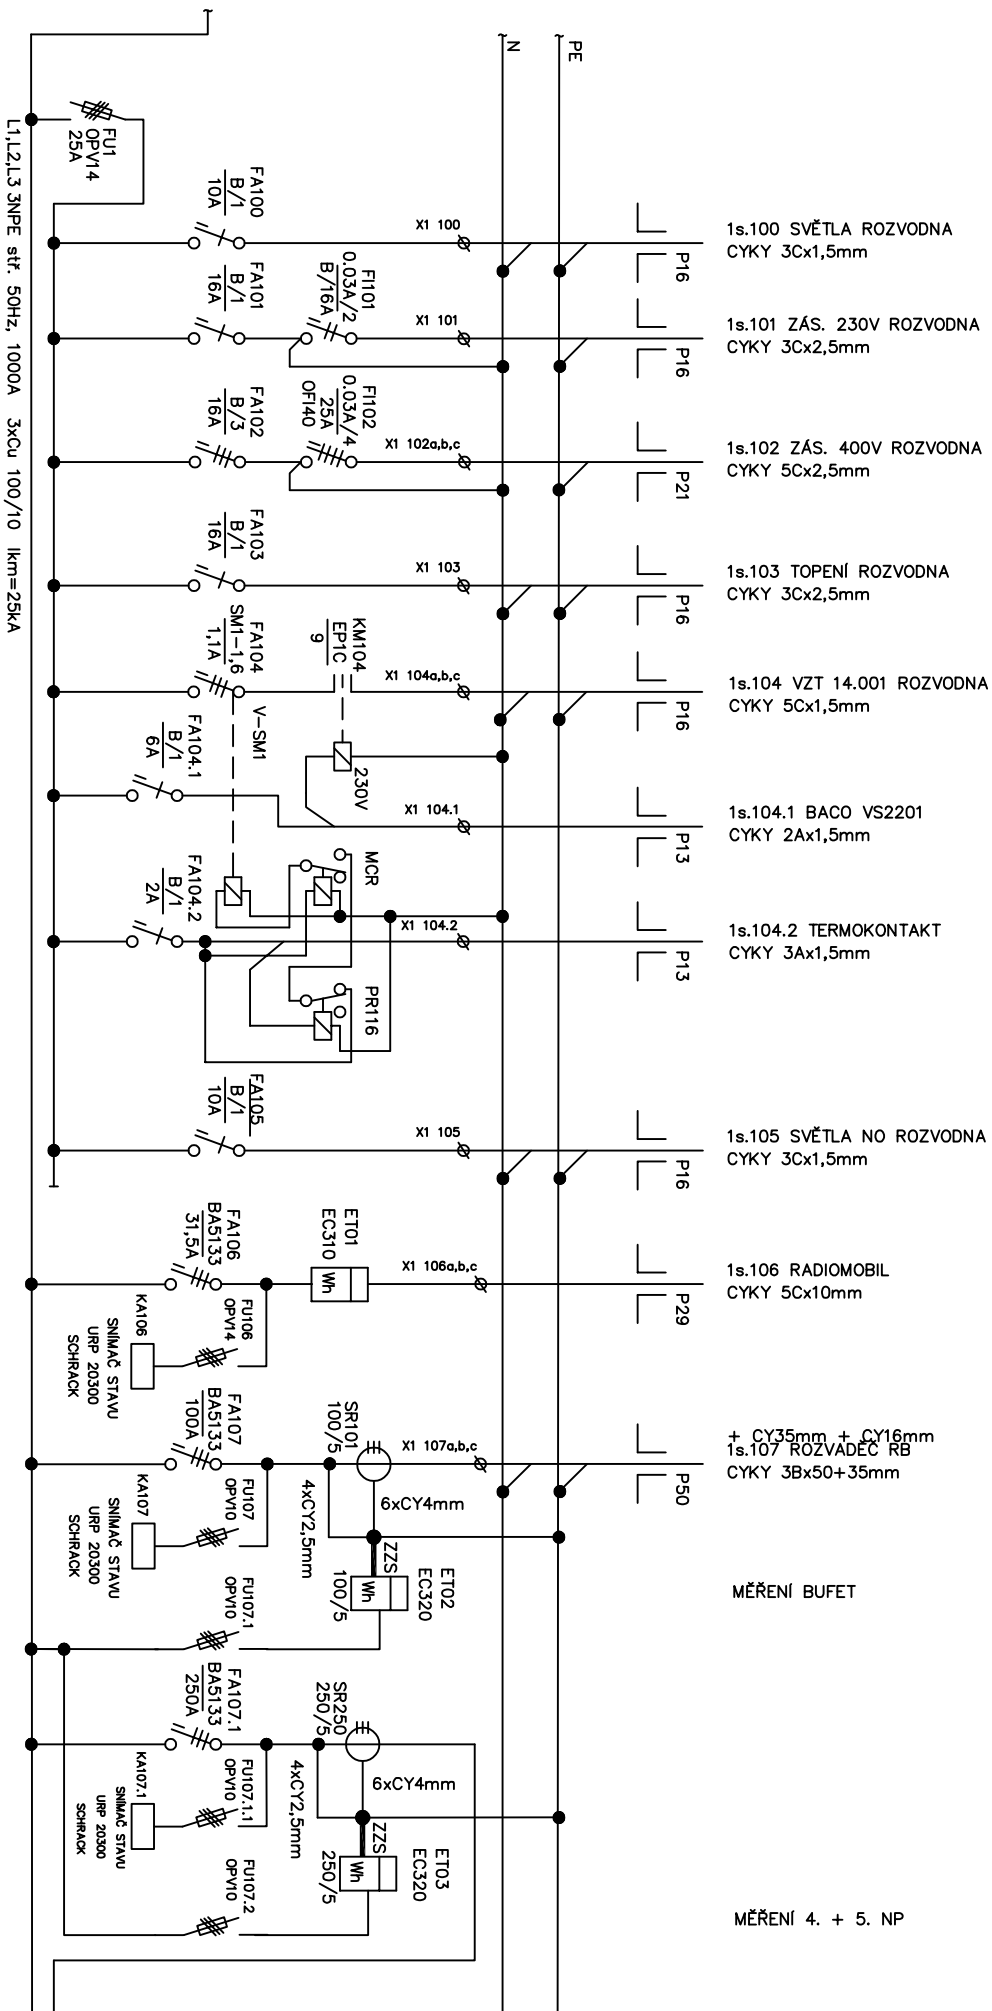 N
PE
FU1
OPV14
25A
L1,L2,L3 3NPE stř. 50Hz, 1000A 3xCu 100/10 Ikm=25kA
FA100
B/1
10A
X1 100
P16
1s.100 SVĚTLA ROZVODNA
CYKY 3Cx1,5mm
FA101
B/1
16A
FI101
0.03A/2
B/16A
X1 101
P16
1s.101 ZÁS. 230V ROZVODNA
CYKY 3Cx2,5mm
FA102
B/3
16A
FI102
0.03A/4
25A
OFI40
X1 102a,b,c
P21
1s.102 ZÁS. 400V ROZVODNA
CYKY 5Cx2,5mm
FA103
B/1
16A
X1 103
P16
1s.103 TOPENÍ ROZVODNA
CYKY 3Cx2,5mm
FA104
SM1-1,6
1,1A
V-SM1
KM104
EP1C
9
230V
X1 104a,b,c
P16
1s.104 VZT 14.001 ROZVODNA
CYKY 5Cx1,5mm
FA104.1
B/1
6A
X1 104.1
P13
1s.104.1 BACO VS2201
CYKY 2Ax1,5mm
FA104.2
B/1
2A
MCR
X1 104.2
PR116
P13
1s.104.2 TERMOKONTAKT
CYKY 3Ax1,5mm
FA105
B/1
10A
X1 105
P16
1s.105 SVĚTLA NO ROZVODNA
CYKY 3Cx1,5mm
FA106
BA5133
31,5A
FU106
OPV14
KA106
SNÍMAČ STAVU
URP 20300
SCHRACK
ET01
EC310
Wh
X1 106a,b,c
P29
1s.106 RADIOMOBIL
CYKY 5Cx10mm
FA107
BA5133
100A
FU107
OPV10
KA107
SNÍMAČ STAVU
URP 20300
SCHRACK
SR101
100/5
X1 107a,b,c
P50
+ CY35mm + CY16mm
1s.107 ROZVADĚČ RB
CYKY 3Bx50+35mm
6xCY4mm
4xCY2,5mm
ZZS
ET02
EC320
Wh
100/5
FU107.1
OPV10
MĚŘENÍ BUFET
FA107.1
BA5133
250A
FU107.1.1
OPV10
KA107.1
SNÍMAČ STAVU
URP 20300
SCHRACK
SR250
250/5
6xCY4mm
4xCY2,5mm
ZZS
ET03
EC320
Wh
250/5
FU107.2
OPV10
MĚŘENÍ 4. + 5. NP